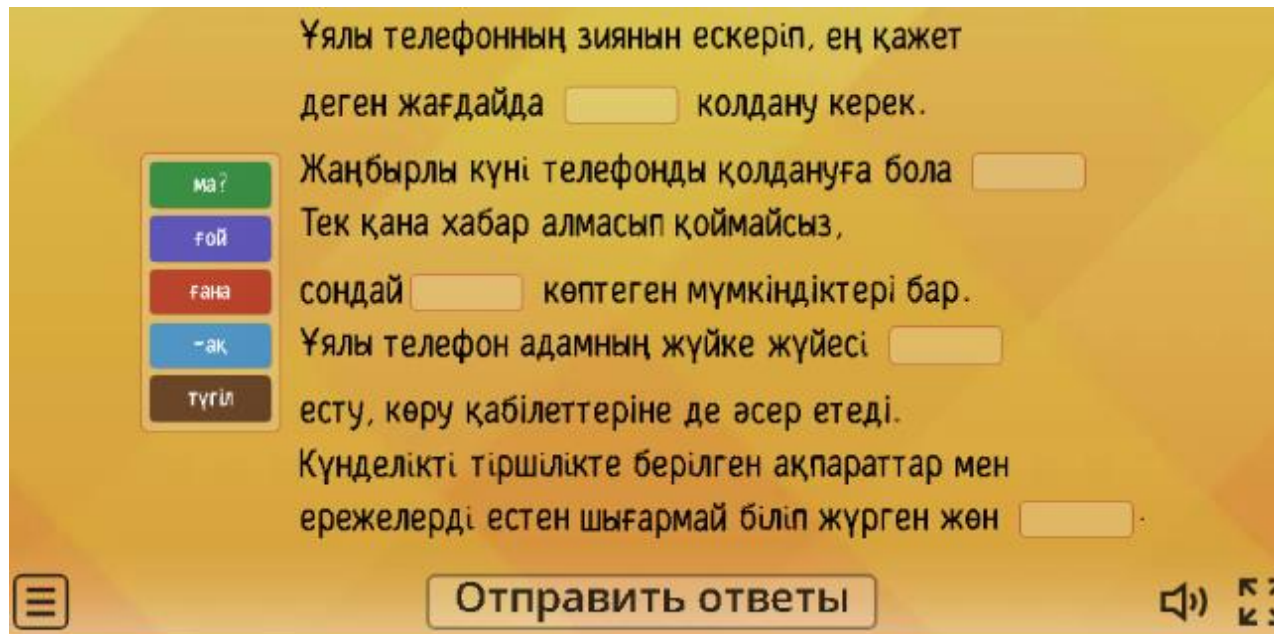 Ұялы телефонның зиянын ескеріп, ең қажет
деген жағдайда колдану керек.
Жаңбырлы күні телефонды қолдануға бола
Тек қана хабар алмасып қоймайсыз,
сондай көптеген мүмкіндіктері бар.
Ұялы телефон адамның жүйке жүйесі
есту, көру қабілеттеріне де әсер етеді.
Күнделікті тіршілікте берілген ақпараттар мен
ережелерді естен шығармай біліп жүрген жөн .
ма?
ғой
ғана
-ақ
түгіл
Отправить ответы